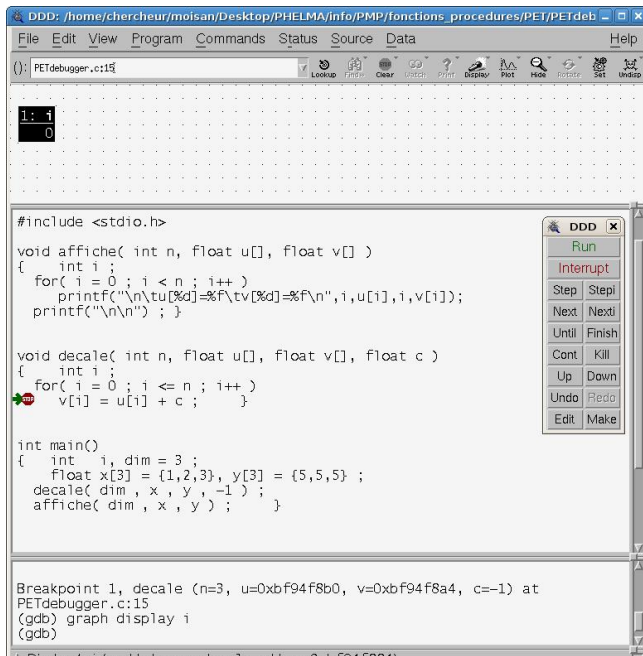 DDD: /home/chercheur/moisan/Desktop/PHELMA/info/PMP/fonctions_procedures/PET/PETdeb
File Edit View Program Commands Status Source Data Help
(): PETdebugger.c:15
Lookup Find» Clear Watch Print Display Plot Hide Rotate Set Undisp
1: i
0
#include <stdio.h>
void affiche( int n, float u[], float v[] )
{ int i ;
for( i = 0 ; i < n ; i++ )
printf("\n\tu[%d]=%f\tv[%d]=%f\n",i,u[i],i,v[i]);
printf("\n\n") ; }
void decale( int n, float u[], float v[], float c )
{ int i ;
for( i = 0 ; i <= n ; i++ )
STOP v[i] = u[i] + c ; }
int main()
{ int i, dim = 3 ;
float x[3] = {1,2,3}, y[3] = {5,5,5} ;
decale( dim , x , y , -1 ) ;
affiche( dim , x , y ) ; }
DDD
Run
Interrupt
Step Stepi
Next Nexti
Until Finish
Cont Kill
Up Down
Undo Redo
Edit Make
Breakpoint 1, decale (n=3, u=0xbf94f8b0, v=0xbf94f8a4, c=-1) at
PETdebugger.c:15
(gdb) graph display i
(gdb)